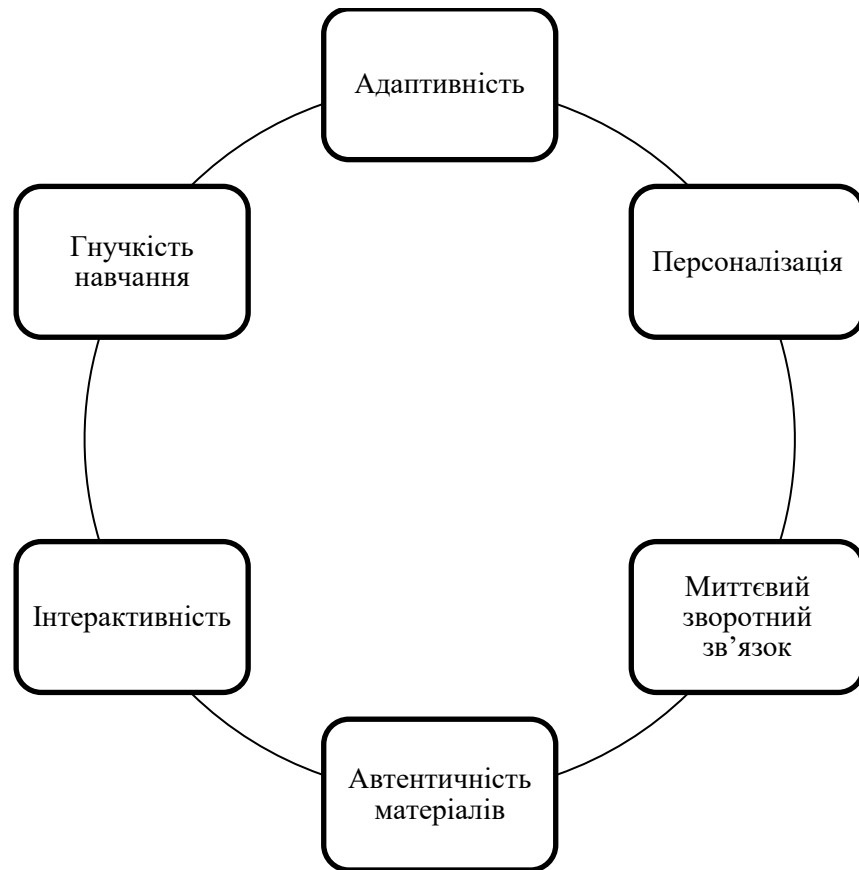 Адаптивність
Гнучкість
навчання
Персоналізація
Інтерактивність
Миттєвий
зворотний
зв’язок
Автентичність
матеріалів